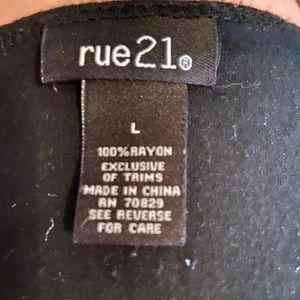 rue21®
L
100% RAYON
EXCLUSIVE
OF TRIMS
MADE IN CHINA
RN 70829
SEE REVERSE
FOR CARE